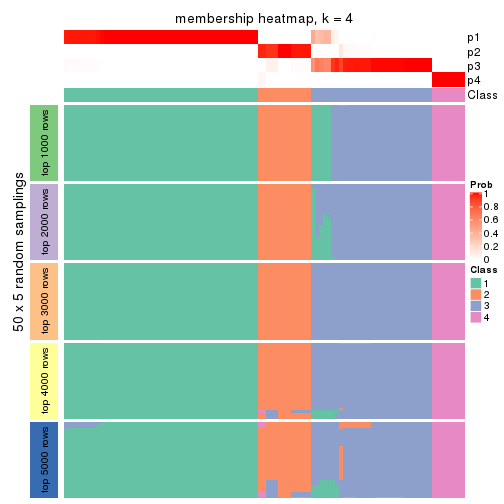 membership heatmap, k = 4
p1
p2
p3
p4
Class
50 x 5 random samplings
top 1000 rows
top 2000 rows
top 3000 rows
top 4000 rows
top 5000 rows
Prob
1
0.8
0.6
0.4
0.2
0
Class
1
2
3
4